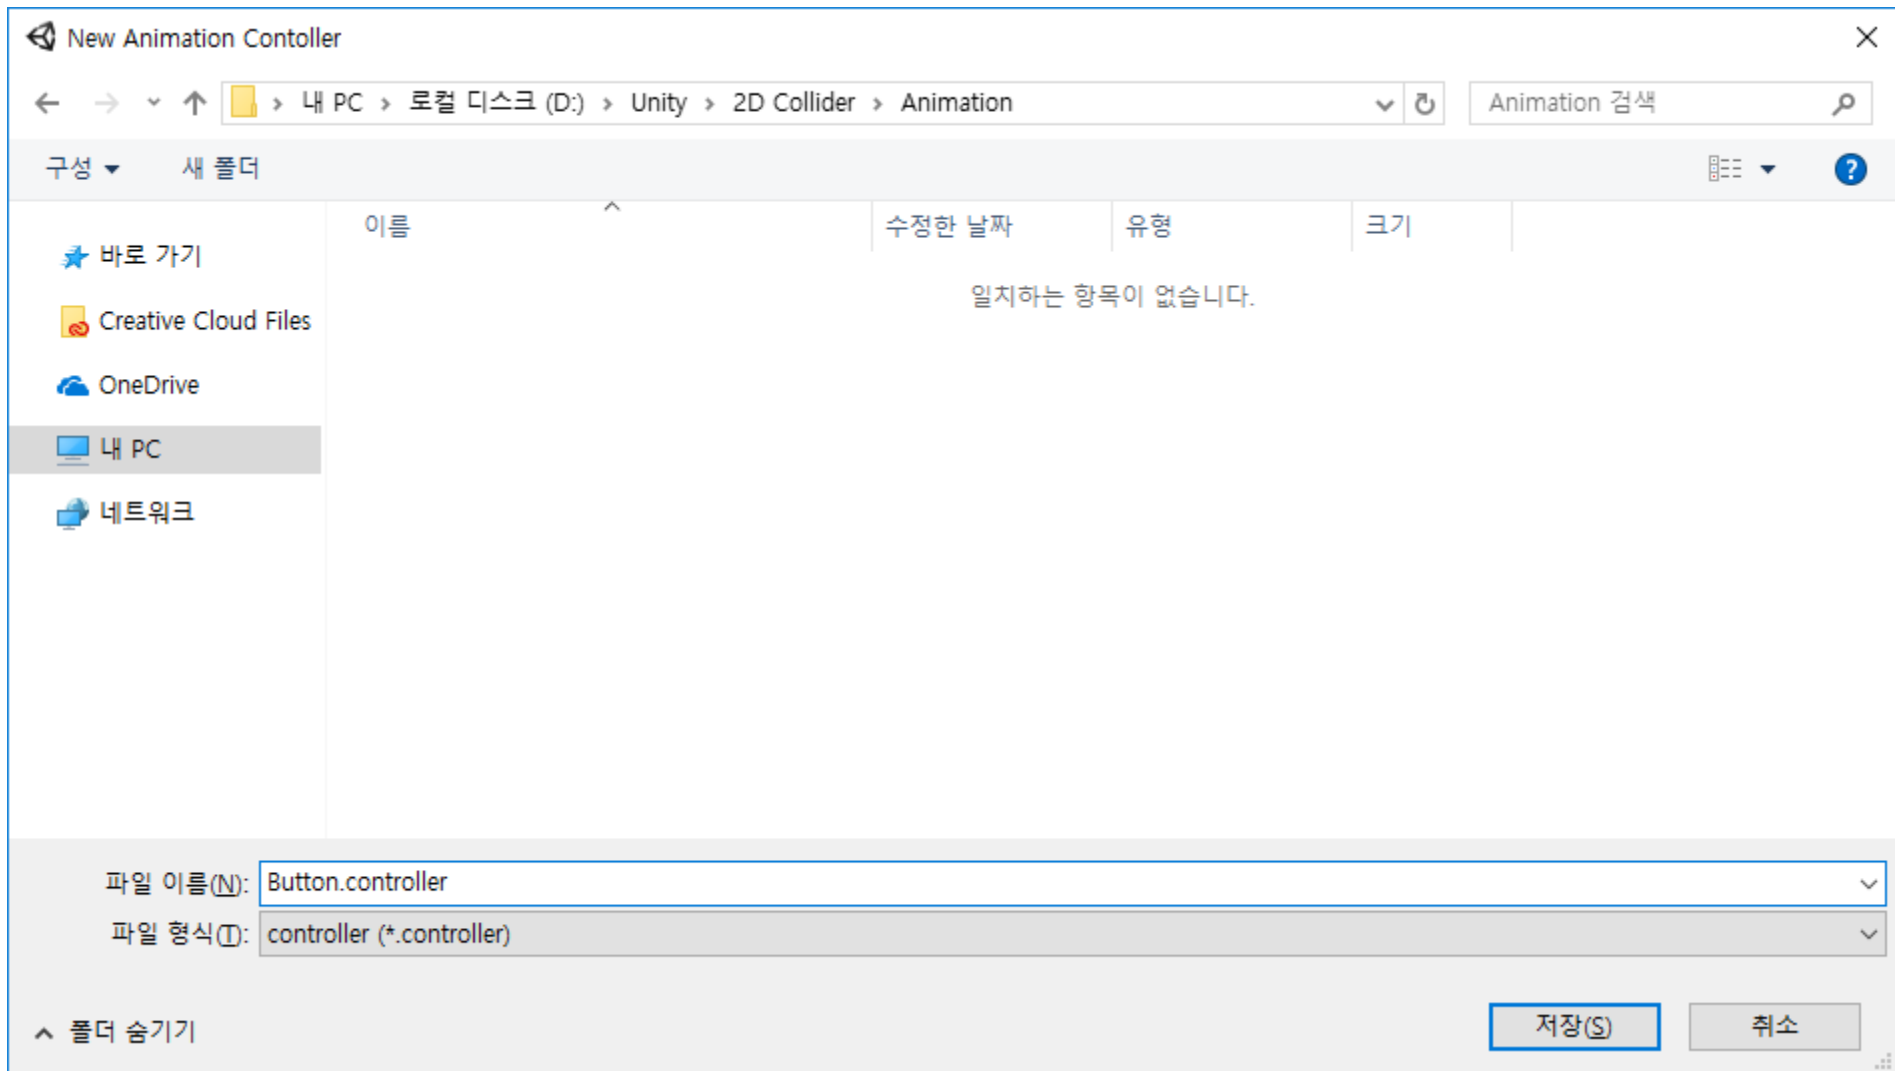 New Animation Contoller
내 PC > 로컬 디스크 (D:) > Unity > 2D Collider > Animation
Animation 검색
구성
새 폴더
이름
수정한 날짜
유형
크기
일치하는 항목이 없습니다.
바로 가기
Creative Cloud Files
OneDrive
내 PC
네트워크
파일 이름(N): Button.controller
파일 형식(T): controller (*.controller)
폴더 숨기기
저장(S)
취소